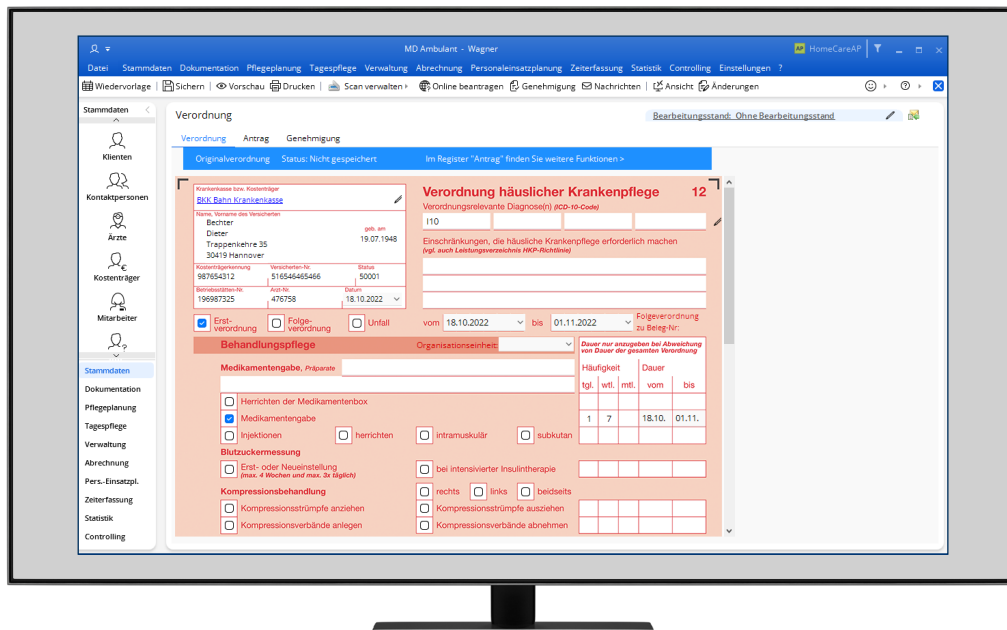 MD Ambulant - Wagner
AP HomeCareAP
Datei Stammdaten Dokumentation Pflegeplanung Tagespflege Verwaltung Abrechnung Personaleinsatzplanung Zeiterfassung Statistik Controlling Einstellungen ?
Wiedervorlage | Sichern | Vorschau Drucken | Scan verwalten Online beantragen Genehmigung Nachrichten | Ansicht Änderungen
Stammdaten
Klienten
Kontaktpersonen
Ärzte
Kostenträger
Mitarbeiter
Stammdaten
Dokumentation
Pflegeplanung
Tagespflege
Verwaltung
Abrechnung
Pers.-Einsatzpl.
Zeiterfassung
Statistik
Controlling
Verordnung
Bearbeitungsstand: Ohne Bearbeitungsstand
Verordnung Antrag Genehmigung
Originalverordnung Status: Nicht gespeichert Im Register "Antrag" finden Sie weitere Funktionen >
Krankenkasse bzw. Kostenträger
BKK Bahn Krankenkasse
Name, Vorname des Versicherten
Bechter
Dieter
Trappenkehre 35
30419 Hannover
geb. am
19.07.1948
Kostenträgerkennung Versicherten-Nr. Status
987654312 516546465466 50001
Betriebsstätten-Nr. Arzt-Nr. Datum
196987325 476758 18.10.2022
Verordnung häuslicher Krankenpflege 12
Verordnungsrelevante Diagnose(n) (ICD-10-Code)
I10
Einschränkungen, die häusliche Krankenpflege erforderlich machen
(vgl. auch Leistungsverzeichnis HKP-Richtlinie)
Erst-verordnung Folge-verordnung Unfall vom 18.10.2022 bis 01.11.2022 Folgeverordnung
zu Beleg-Nr:
Behandlungspflege Organisationseinheit:
Dauer nur anzugeben bei Abweichung
von Dauer der gesamten Verordnung
Häufigkeit Dauer
tgl. wtl. mtl. vom bis
Medikamentengabe, Präparate
Herrichten der Medikamentenbox
Medikamentengabe 1 7 18.10. 01.11.
Injektionen herrichten intramuskulär subkutan
Blutzuckermessung
Erst- oder Neueinstellung bei intensivierter Insulintherapie
(max. 4 Wochen und max. 3x täglich)
Kompressionsbehandlung rechts links beidseits
Kompressionsstrümpfe anziehen Kompressionsstrümpfe ausziehen
Kompressionsverbände anlegen Kompressionsverbände abnehmen